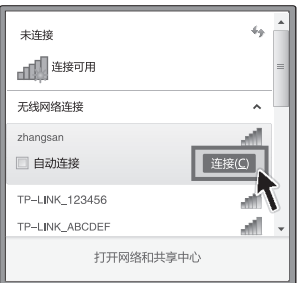 未连接
连接可用
无线网络连接
zhangsan
自动连接
连接(C)
TP-LINK_123456
TP-LINK_ABCDEF
打开网络和共享中心